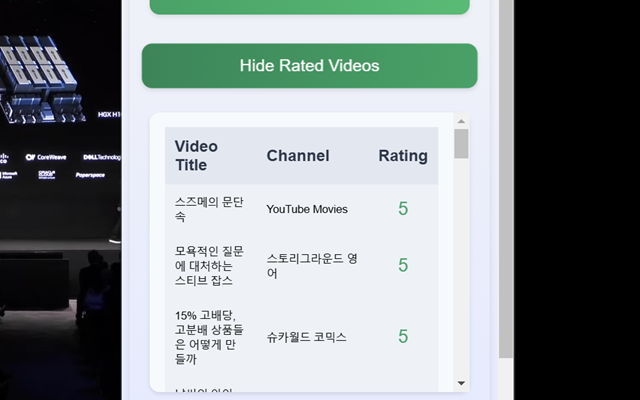 HGX H1
CoreWeave
DELL Technolog
Microsoft
Azure
Paperspace
Hide Rated Videos
Video Title
Channel
Rating
스즈메의 문단
속
YouTube Movies
5
모욕적인 질문
에 대처하는
스티브 잡스
스토리그라운드 영
어
5
15% 고배당,
고분배 상품들
은 어떻게 만
들까
슈카월드 코믹스
5